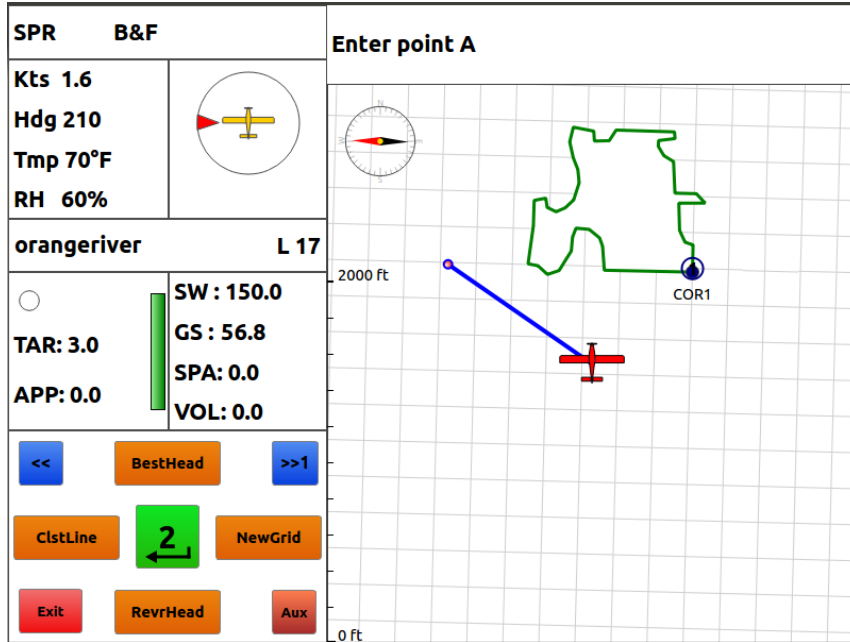 SPR B&F
Enter point A
Kts 1.6
Hdg 210
Tmp 70°F
RH 60%
orangeriver L 17
TAR: 3.0
APP: 0.0
SW : 150.0
GS : 56.8
SPA: 0.0
VOL: 0.0
<< BestHead >>1
ClstLine 2 NewGrid
Exit RevrHead Aux
N
W E
S
2000 ft
COR1
0 ft